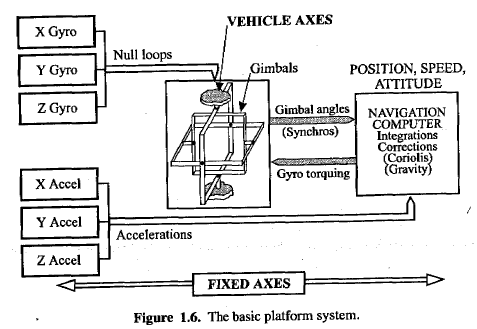 X Gyro
Y Gyro
Z Gyro
Null loops
VEHICLE AXES
Gimbals
POSITION, SPEED,
ATTITUDE
Gimbal angles
(Synchros)
Gyro torquing
NAVIGATION
COMPUTER
Integrations
Corrections
(Coriolis)
(Gravity)
X Accel
Y Accel
Z Accel
Accelerations
FIXED AXES
Figure 1.6. The basic platform system.